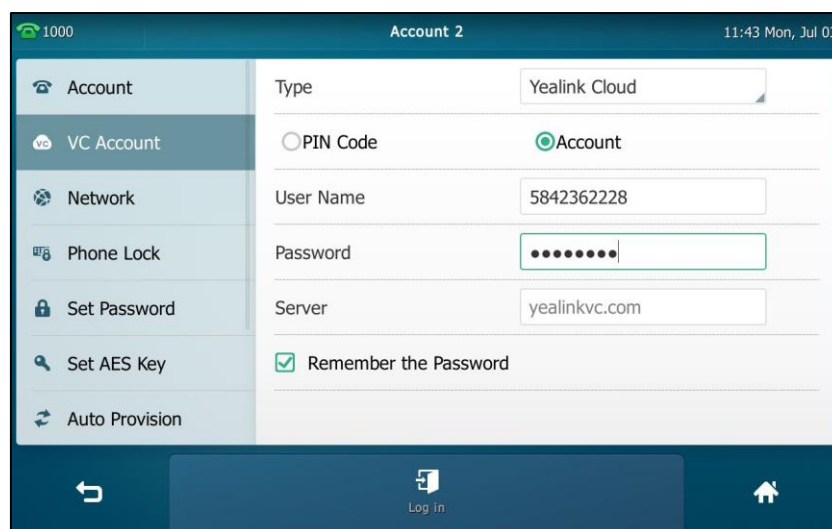 1000 Account 2 11:43 Mon, Jul 03
Account
VC Account
Network
Phone Lock
Set Password
Set AES Key
Auto Provision
Type Yealink Cloud
PIN Code Account
User Name 5842362228
Password ••••••••
Server yealinkvc.com
Remember the Password
Log in